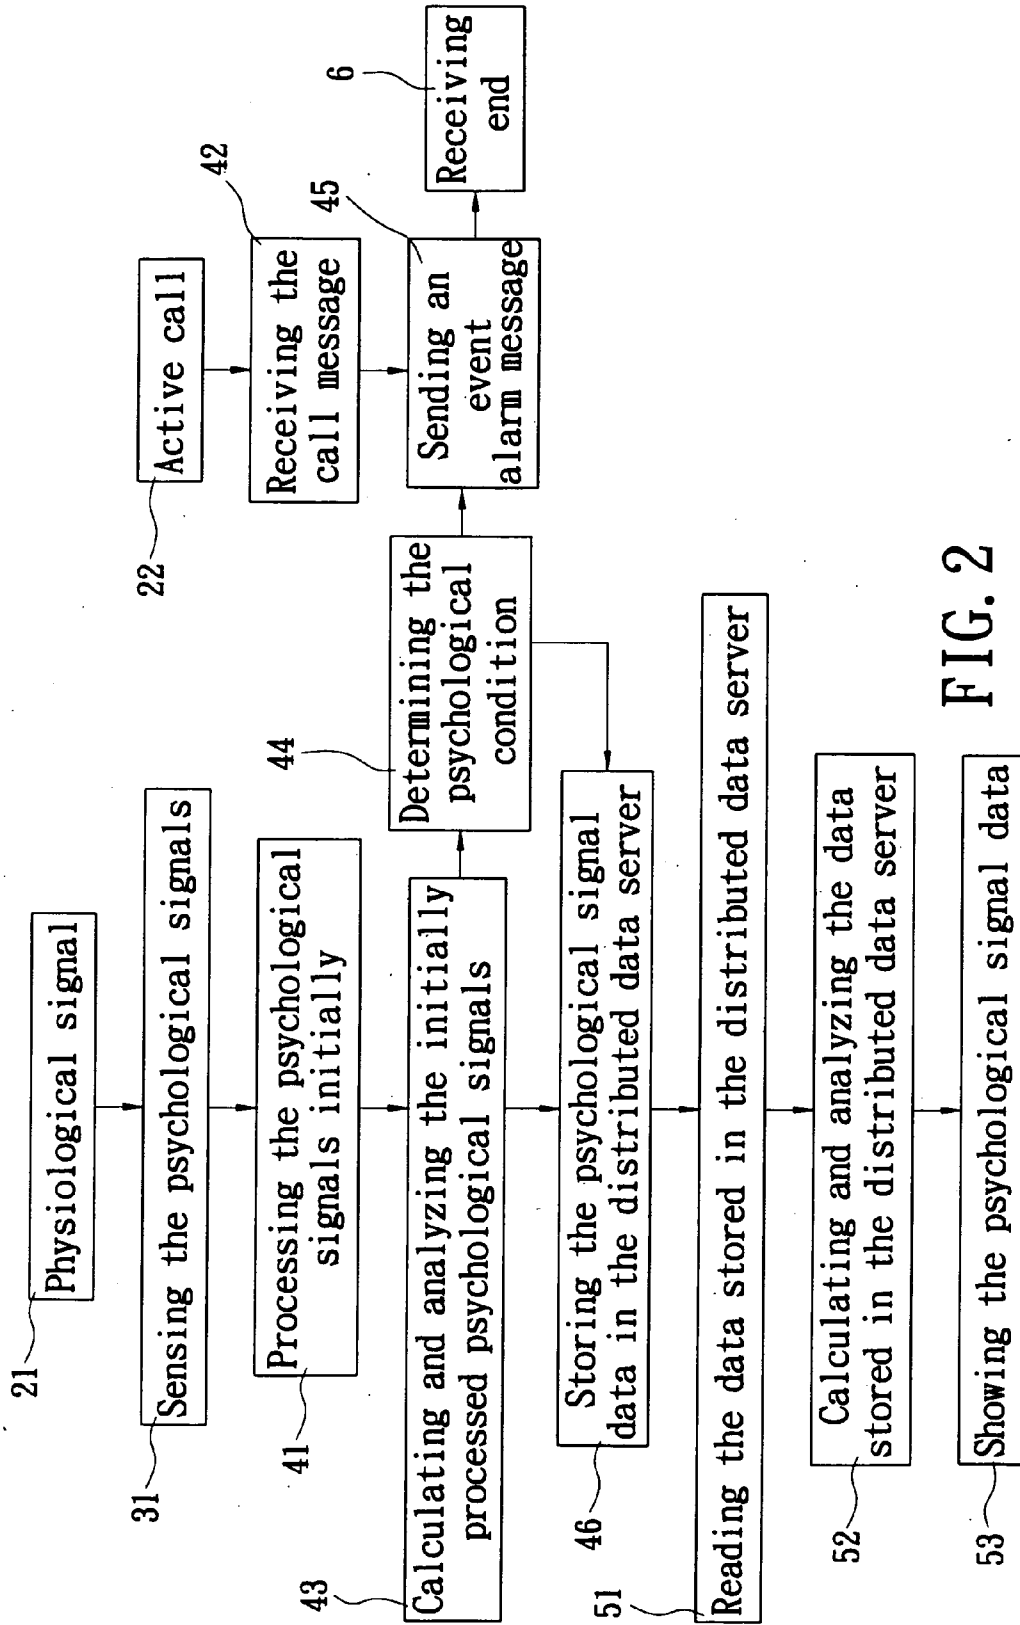 21
Physiological signal
31
Sensing the psychological signals
41
Processing the psychological
signals initially
43
Calculating and analyzing the initially
processed psychological signals
44
Determining the
psychological
condition
22
Active call
42
Receiving the
call message
45
Sending an
event
alarm message
6
Receiving
end
46
Storing the psychological signal
data in the distributed data server
51
Reading the data stored in the distributed data server
52
Calculating and analyzing the data
stored in the distributed data server
53
Showing the psychological signal data
FIG. 2